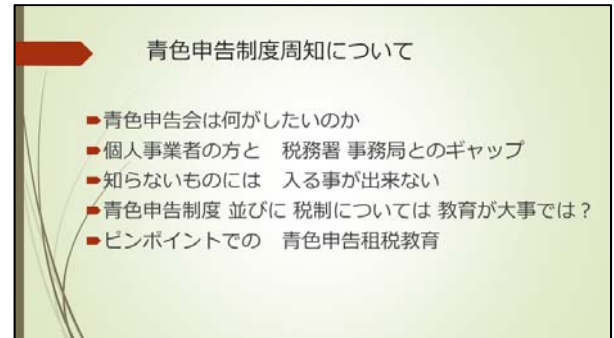 青色申告制度周知について
青色申告会は何がしたいのか
個人事業者の方と　税務署 事務局とのギャップ
知らないものには　入る事が出来ない
青色申告制度 並びに 税制については 教育が大事では？
ピンポイントでの　青色申告租税教育